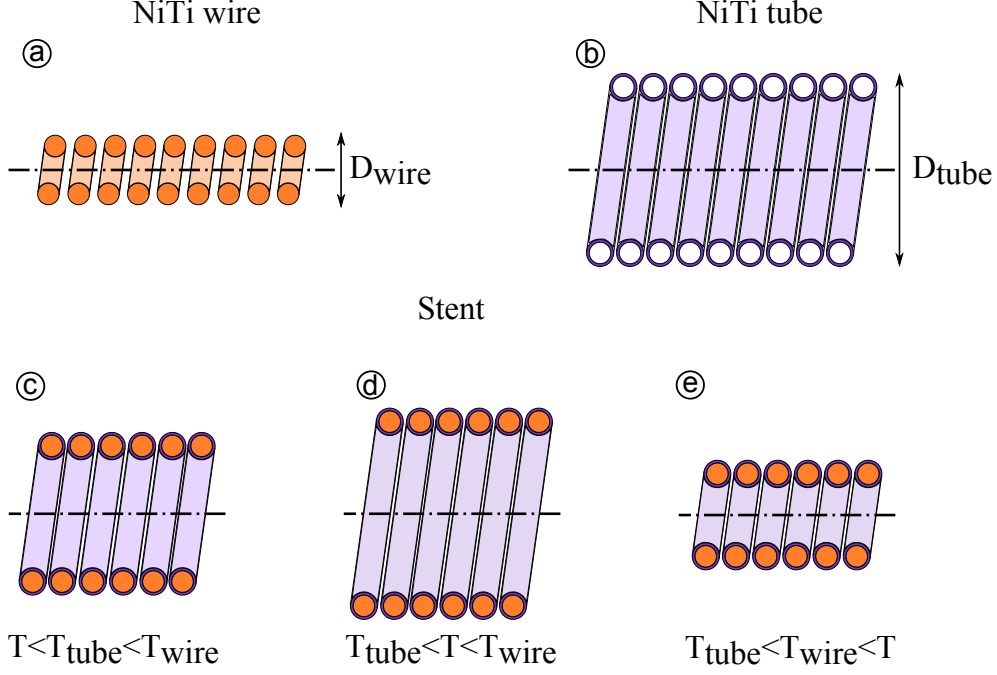 NiTi wire
NiTi tube
a
b
Dwire
Dtube
Stent
c
d
e
T<Ttube<Twire
Ttube<T<Twire
Ttube<Twire<T